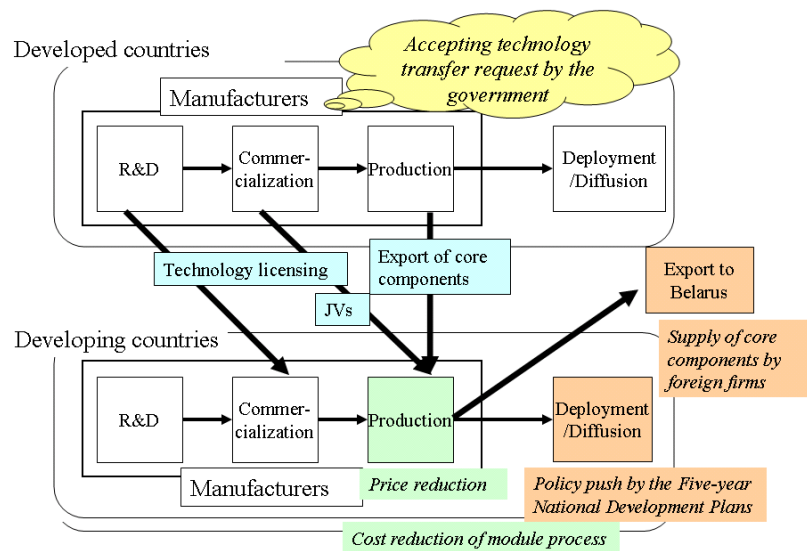 Developed countries
Accepting technology
transfer request by the
government
Manufacturers
R&D
Commer-
cialization
Production
Deployment
/Diffusion
Technology licensing
JVs
Export of core
components
Export to
Belarus
Developing countries
Supply of core
components by
foreign firms
R&D
Commer-
cialization
Production
Deployment
/Diffusion
Manufacturers
Price reduction
Policy push by the Five-year
National Development Plans
Cost reduction of module process